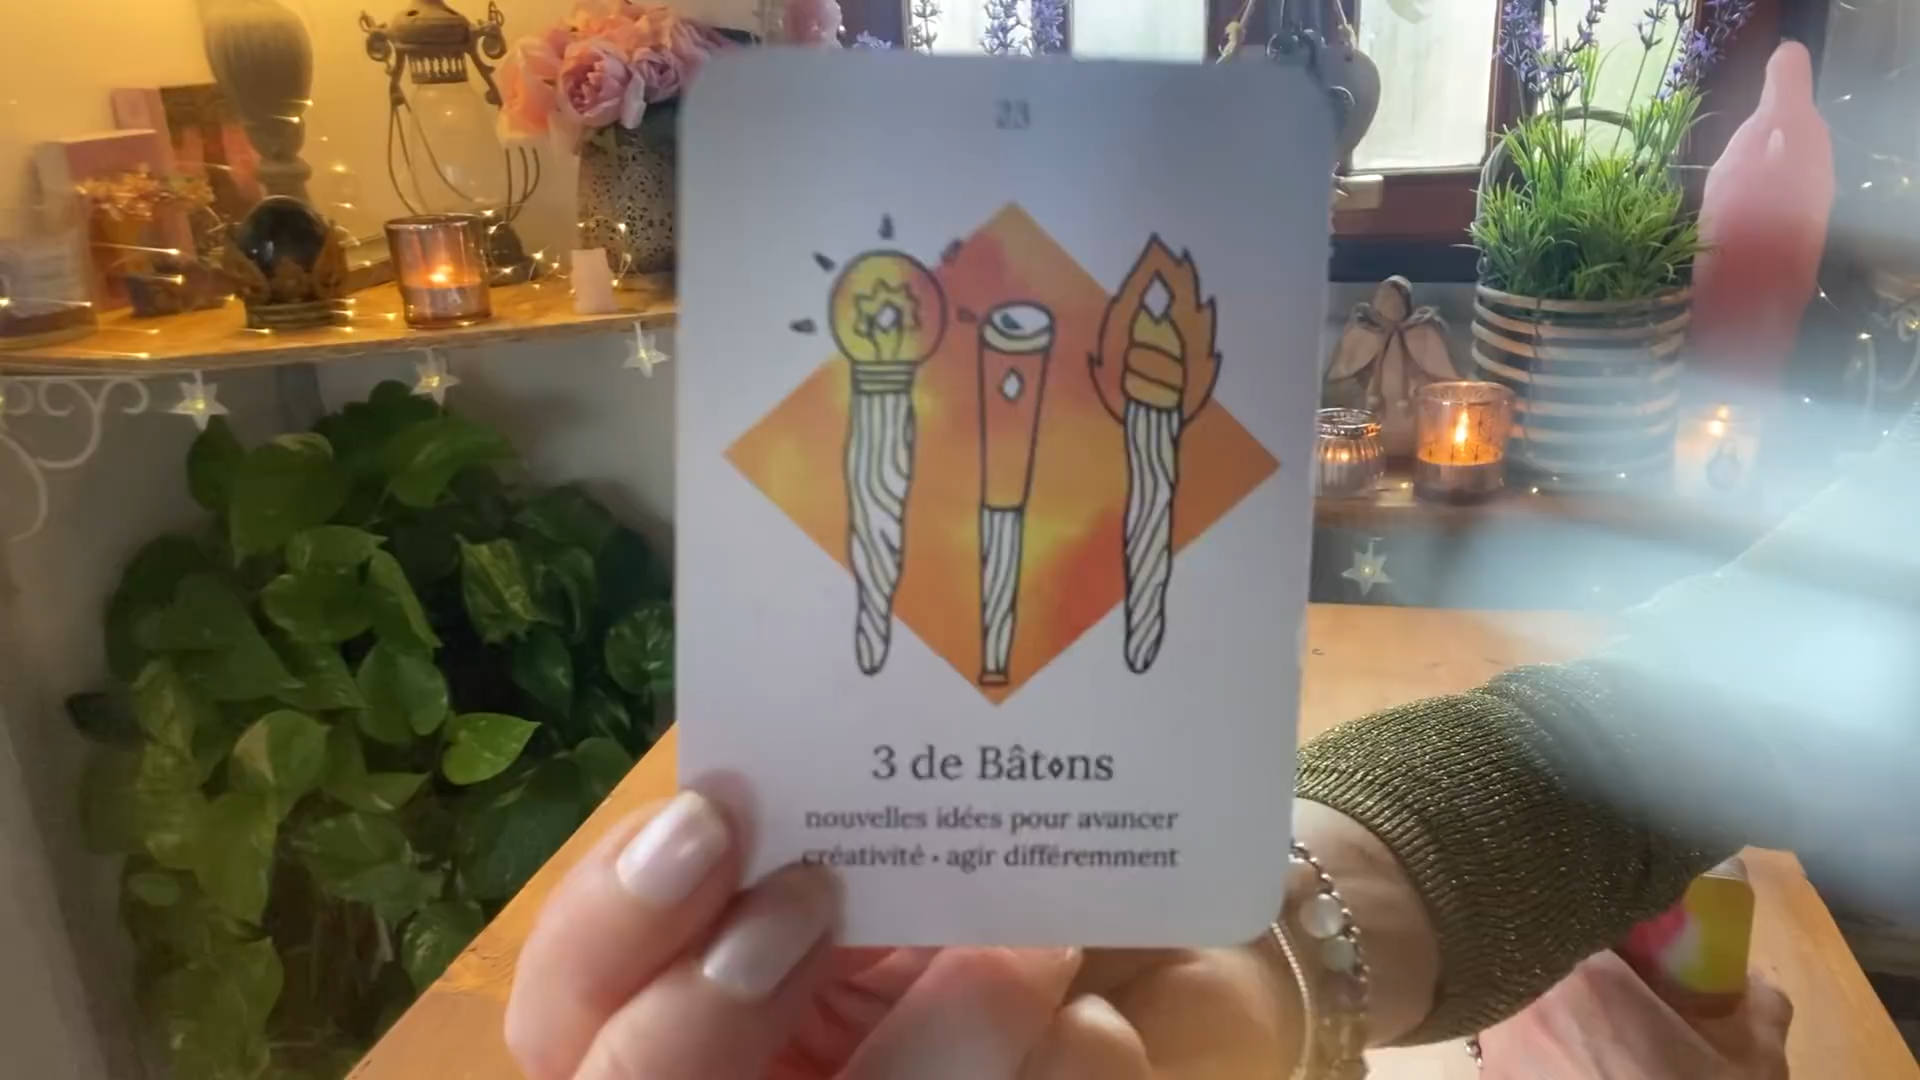 23
3 de Bâtons
nouvelles idées pour avancer
créativité • agir différemment